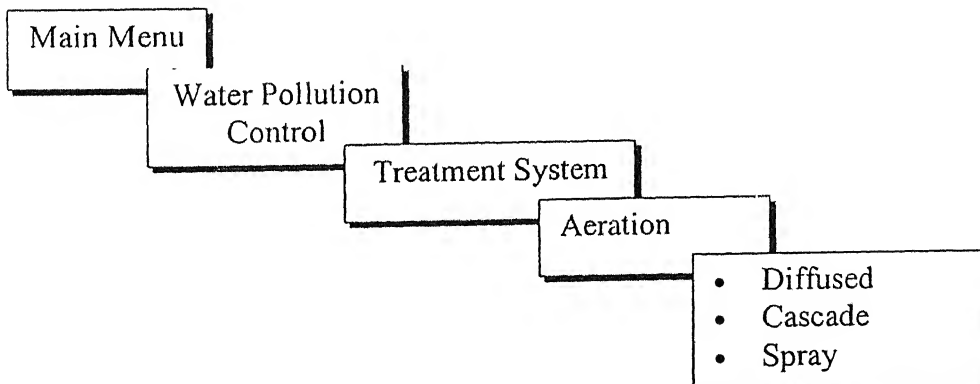 Main Menu
Water Pollution
Control
Treatment System
Aeration
• Diffused
• Cascade
• Spray